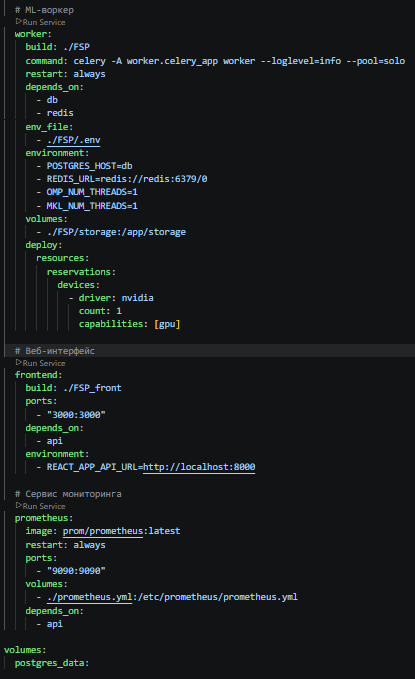 # ML-воркер
▷Run Service
worker:
  build: ./FSP
  command: celery -A worker.celery_app worker --loglevel=info --pool=solo
  restart: always
  depends_on:
    - db
    - redis
  env_file:
    - ./FSP/.env
  environment:
    - POSTGRES_HOST=db
    - REDIS_URL=redis://redis:6379/0
    - OMP_NUM_THREADS=1
    - MKL_NUM_THREADS=1
  volumes:
    - ./FSP/storage:/app/storage
  deploy:
    resources:
      reservations:
        devices:
          - driver: nvidia
            count: 1
            capabilities: [gpu]
# Веб-интерфейс
▷Run Service
frontend:
  build: ./FSP_front
  ports:
    - "3000:3000"
  depends_on:
    - api
  environment:
    - REACT_APP_API_URL=http://localhost:8000
# Сервис мониторинга
▷Run Service
prometheus:
  image: prom/prometheus:latest
  restart: always
  ports:
    - "9090:9090"
  volumes:
    - ./prometheus.yml:/etc/prometheus/prometheus.yml
  depends_on:
    - api
volumes:
  postgres_data: